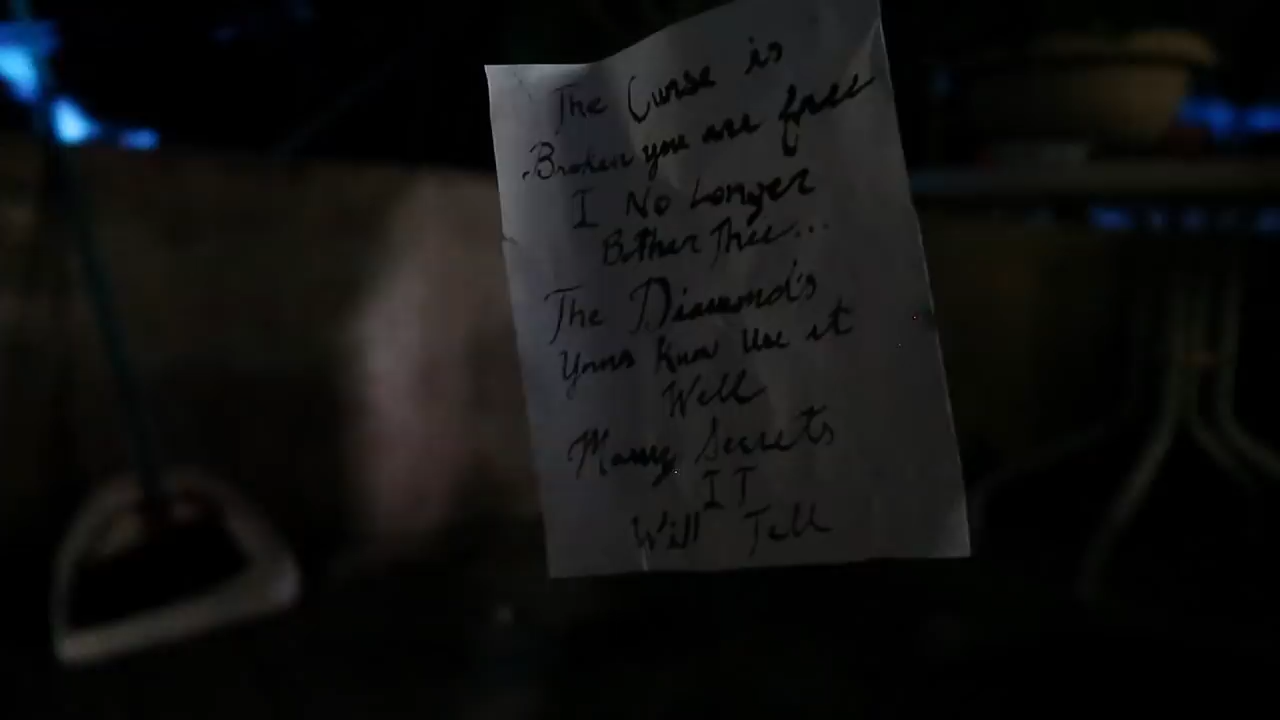 The Curse is
Broken you are free
I No Longer
Bother Thee...
The Diamond's
Yours Know Use it
Well
Many Secrets
IT
Will Tell